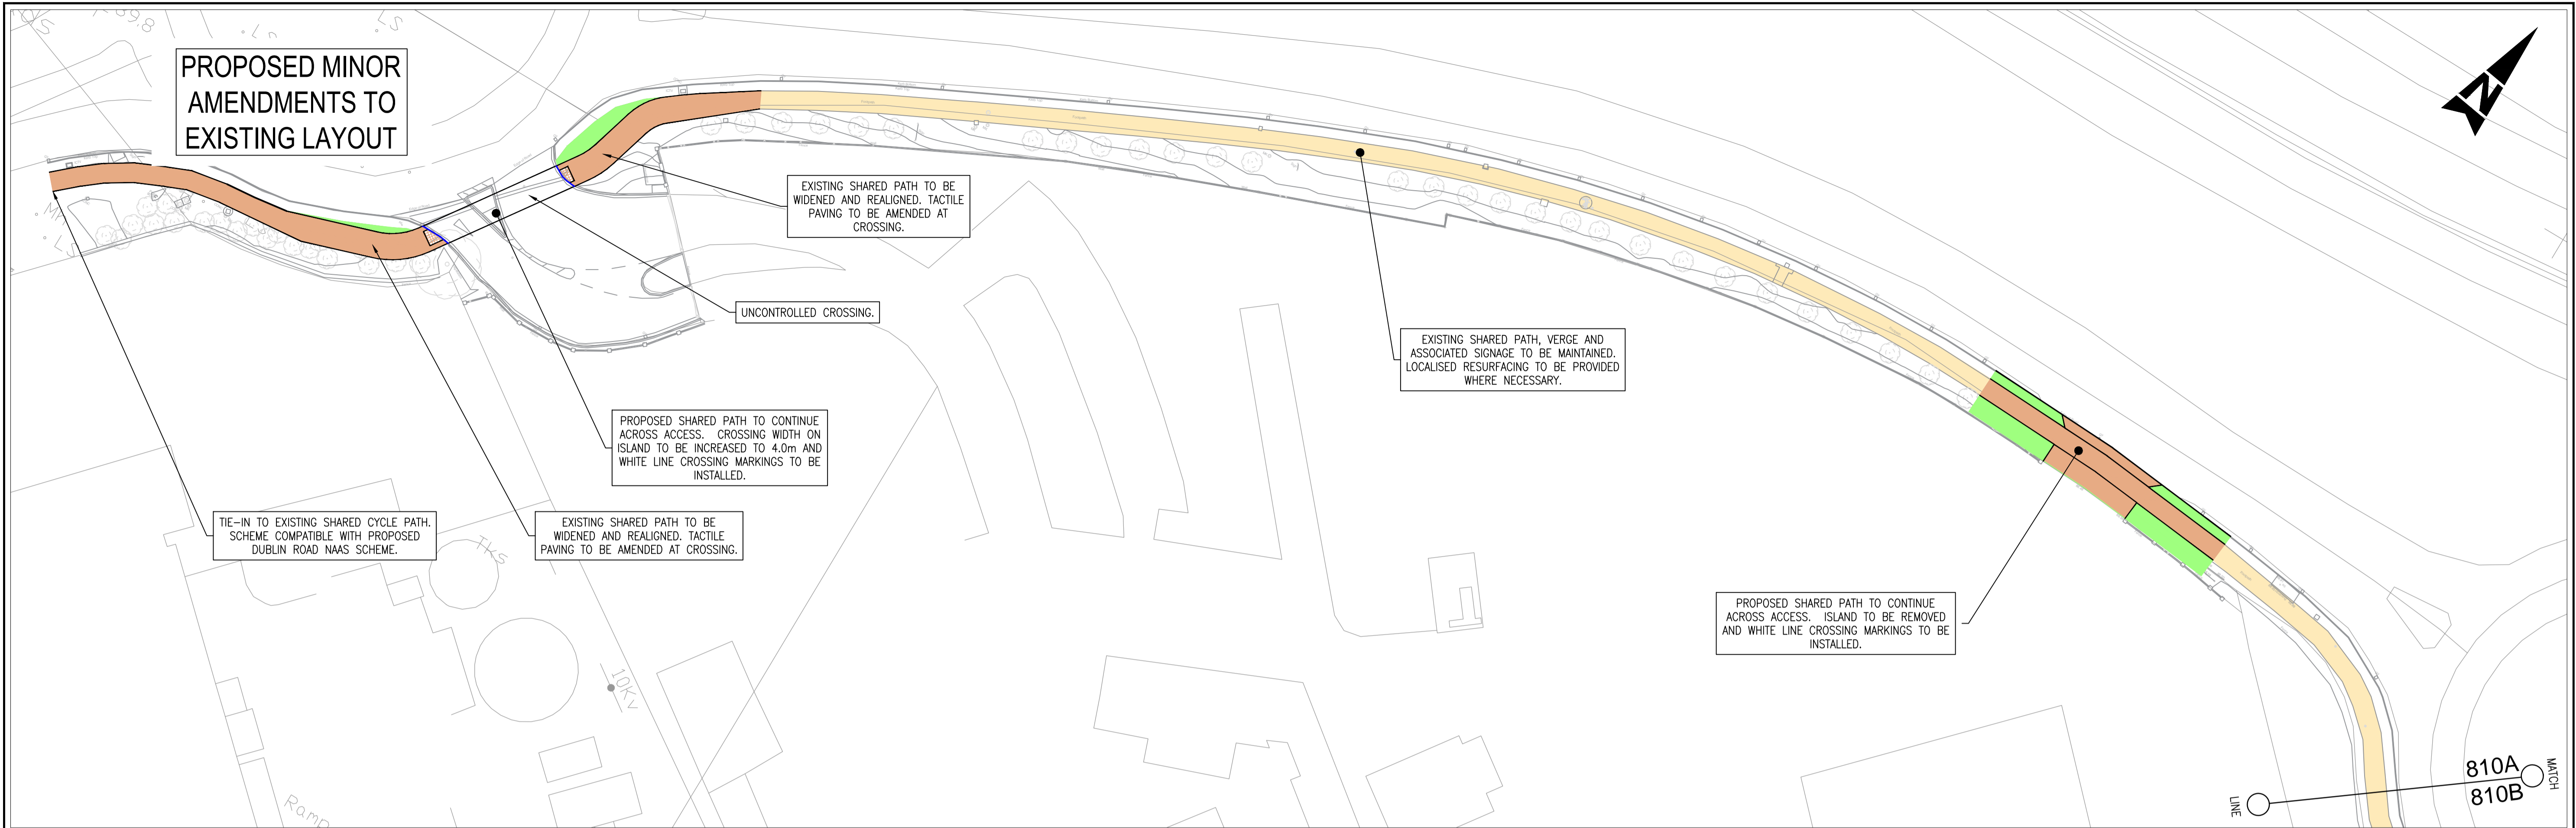 PROPOSED MINOR
AMENDMENTS TO
EXISTING LAYOUT
EXISTING SHARED PATH TO BE
WIDENED AND REALIGNED. TACTILE
PAVING TO BE AMENDED AT
CROSSING.
UNCONTROLLED CROSSING.
EXISTING SHARED PATH, VERGE AND
ASSOCIATED SIGNAGE TO BE MAINTAINED.
LOCALISED RESURFACING TO BE PROVIDED
WHERE NECESSARY.
PROPOSED SHARED PATH TO CONTINUE
ACROSS ACCESS. CROSSING WIDTH ON
ISLAND TO BE INCREASED TO 4.0m AND
WHITE LINE CROSSING MARKINGS TO BE
INSTALLED.
TIE-IN TO EXISTING SHARED CYCLE PATH.
SCHEME COMPATIBLE WITH PROPOSED
DUBLIN ROAD NAAS SCHEME.
EXISTING SHARED PATH TO BE
WIDENED AND REALIGNED. TACTILE
PAVING TO BE AMENDED AT CROSSING.
PROPOSED SHARED PATH TO CONTINUE
ACROSS ACCESS. ISLAND TO BE REMOVED
AND WHITE LINE CROSSING MARKINGS TO BE
INSTALLED.
N
LS
Tks
10Kv
Ramp
810A
810B
MATCH
LINE